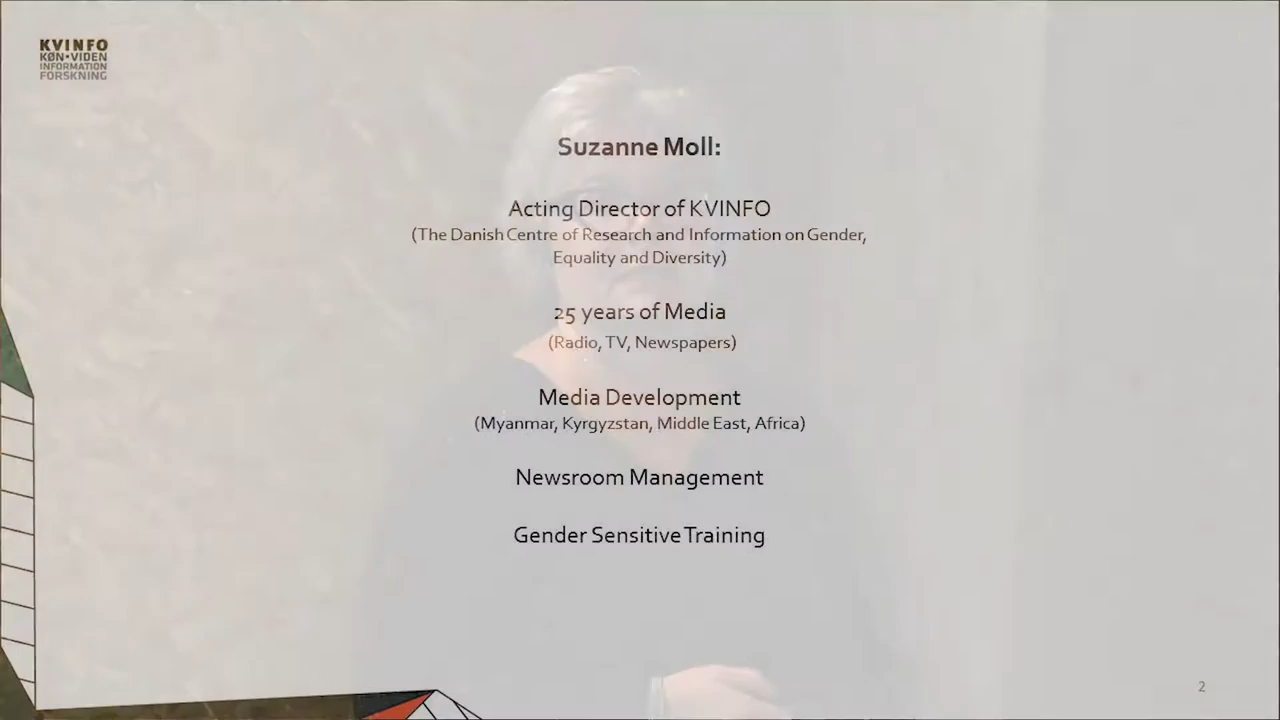 KVINFO
KØN•VIDEN
INFORMATION
FORSKNING
Suzanne Moll:
Acting Director of KVINFO
(The Danish Centre of Research and Information on Gender,
Equality and Diversity)
25 years of Media
(Radio, TV, Newspapers)
Media Development
(Myanmar, Kyrgyzstan, Middle East, Africa)
Newsroom Management
Gender Sensitive Training
2